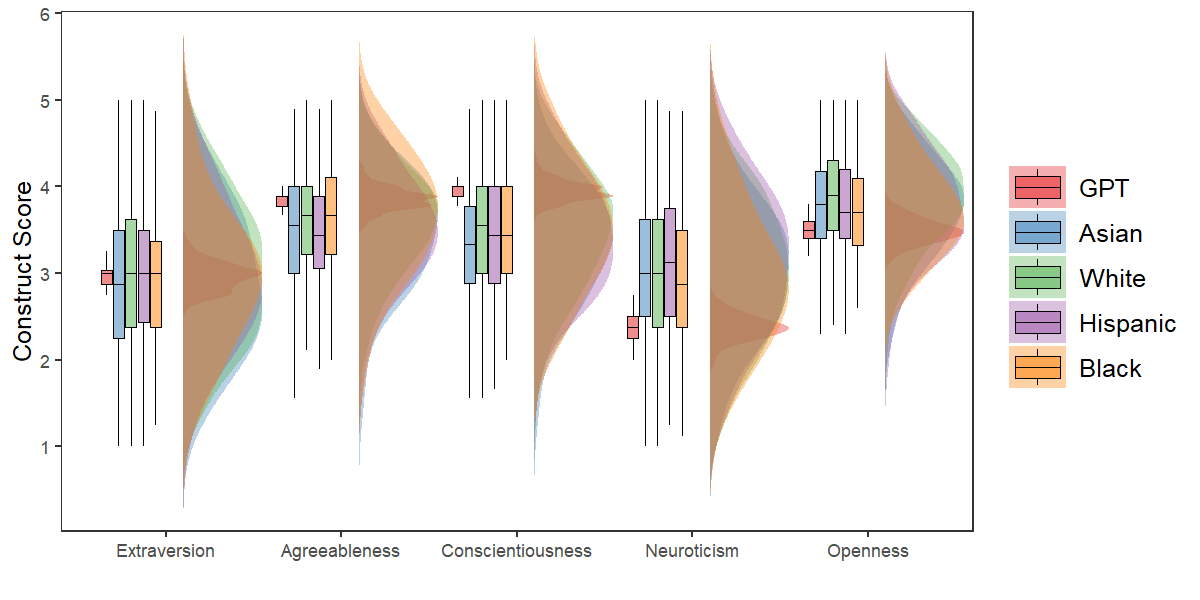 6
5
4
3
2
1
Construct Score
Extraversion
Agreeableness
Conscientiousness
Neuroticism
Openness
GPT
Asian
White
Hispanic
Black